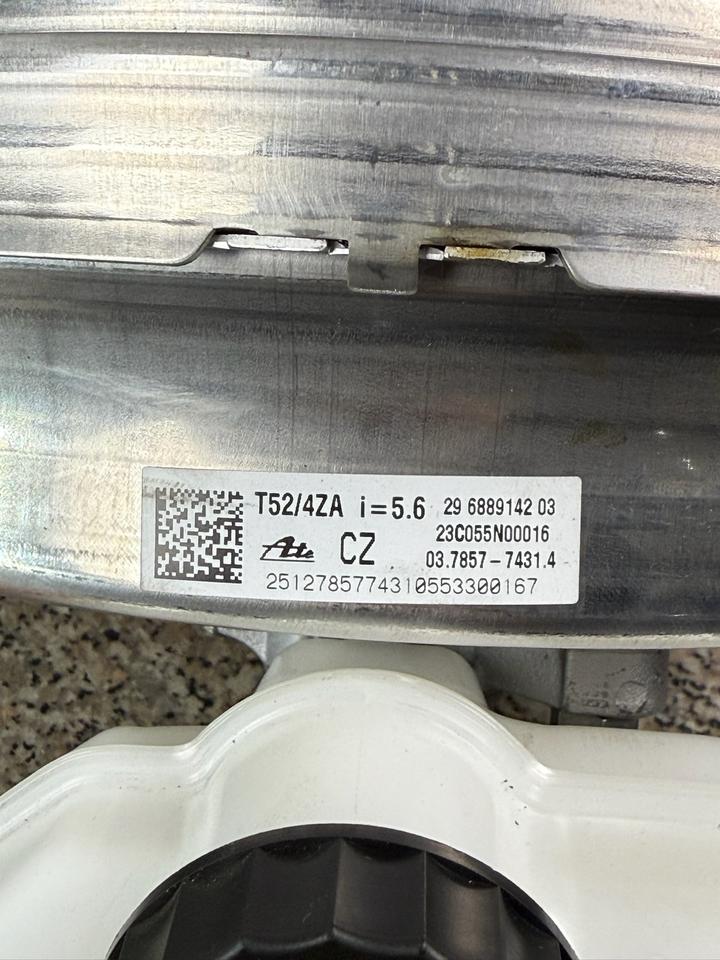 T52/4ZA i=5.6 29 6889142 03
23C055N00016
Ate CZ 03.7857-7431.4
2512785774310553300167